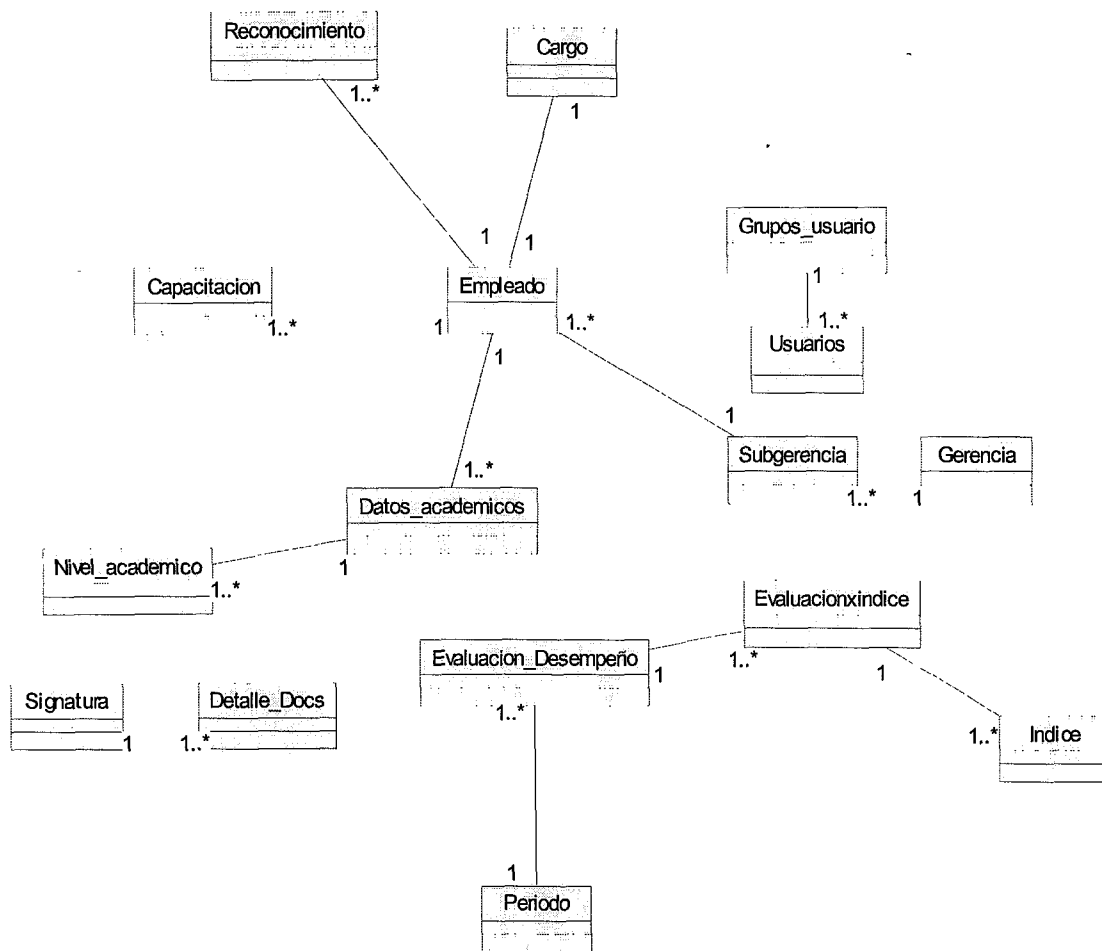 Reconocimiento
Cargo
1..*
1
Grupos_usuario
1
1
1
Capacitacion
Empleado
1..*
1
1..*
1..*
Usuarios
1
1
Subgerencia
Gerencia
1..*
1..*
1
Datos_academicos
Nivel_academico
1
1..*
Evaluacionxindice
Evaluacion_Desempeño
1..*
1
1
Signatura
Detalle_Docs
1..*
1
1..*
1..*
Indice
1
Periodo